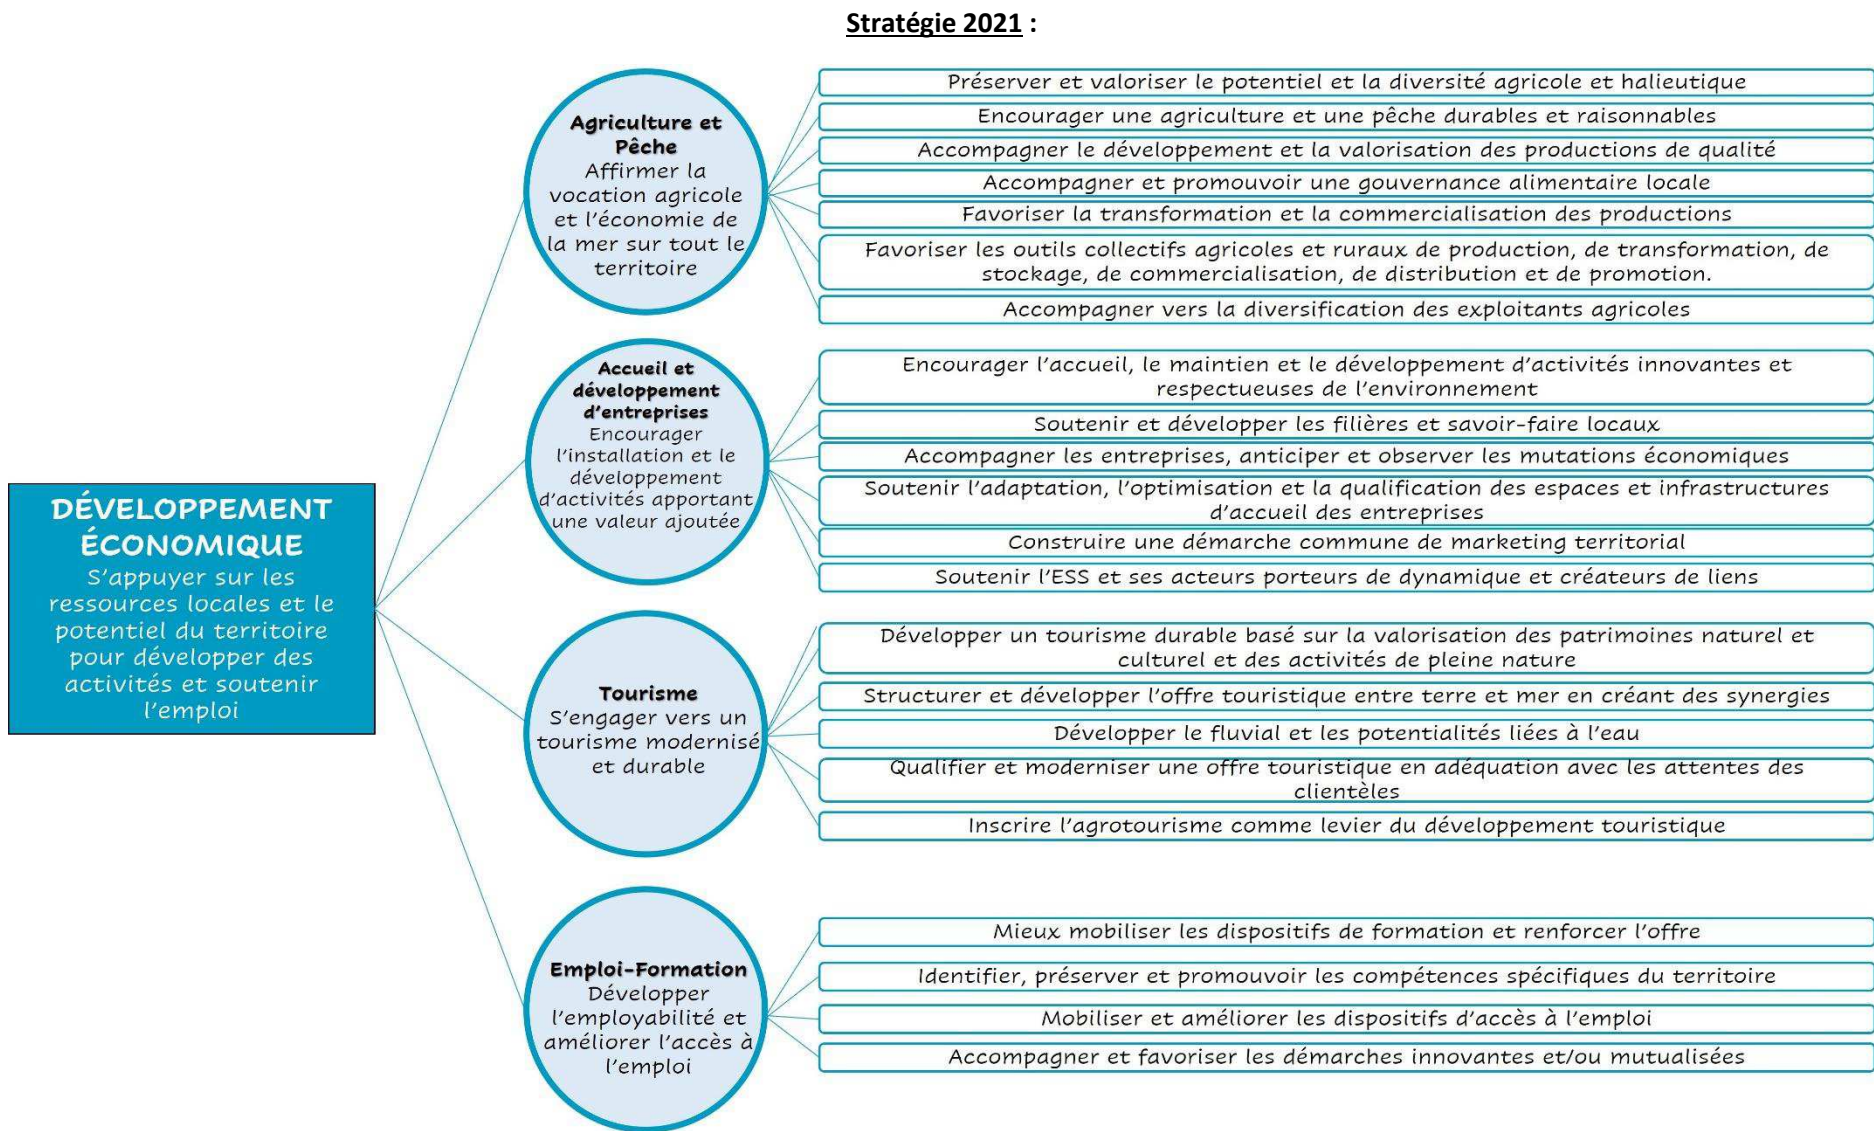 Stratégie 2021 :
DÉVELOPPEMENT
ÉCONOMIQUE
S'appuyer sur les
ressources locales et le
potentiel du territoire
pour développer des
activités et soutenir
l'emploi
Agriculture et
Pêche
Affirmer la
vocation agricole
et l'économie de
la mer sur tout le
territoire
Préserver et valoriser le potentiel et la diversité agricole et halieutique
Encourager une agriculture et une pêche durables et raisonnables
Accompagner le développement et la valorisation des productions de qualité
Accompagner et promouvoir une gouvernance alimentaire locale
Favoriser la transformation et la commercialisation des productions
Favoriser les outils collectifs agricoles et ruraux de production, de transformation, de
stockage, de commercialisation, de distribution et de promotion.
Accompagner vers la diversification des exploitants agricoles
Accueil et
développement
d'entreprises
Encourager
l'installation et le
développement
d'activités apportant
une valeur ajoutée
Encourager l'accueil, le maintien et le développement d'activités innovantes et
respectueuses de l'environnement
Soutenir et développer les filières et savoir-faire locaux
Accompagner les entreprises, anticiper et observer les mutations économiques
Soutenir l'adaptation, l'optimisation et la qualification des espaces et infrastructures
d'accueil des entreprises
Construire une démarche commune de marketing territorial
Soutenir l'ESS et ses acteurs porteurs de dynamique et créateurs de liens
Tourisme
S'engager vers un
tourisme modernisé
et durable
Développer un tourisme durable basé sur la valorisation des patrimoines naturel et
culturel et des activités de pleine nature
Structurer et développer l'offre touristique entre terre et mer en créant des synergies
Développer le fluvial et les potentialités liées à l'eau
Qualifier et moderniser une offre touristique en adéquation avec les attentes des
clientèles
Inscrire l'agrotourisme comme levier du développement touristique
Emploi-Formation
Développer
l'employabilité et
améliorer l'accès à
l'emploi
Mieux mobiliser les dispositifs de formation et renforcer l'offre
Identifier, préserver et promouvoir les compétences spécifiques du territoire
Mobiliser et améliorer les dispositifs d'accès à l'emploi
Accompagner et favoriser les démarches innovantes et/ou mutualisées